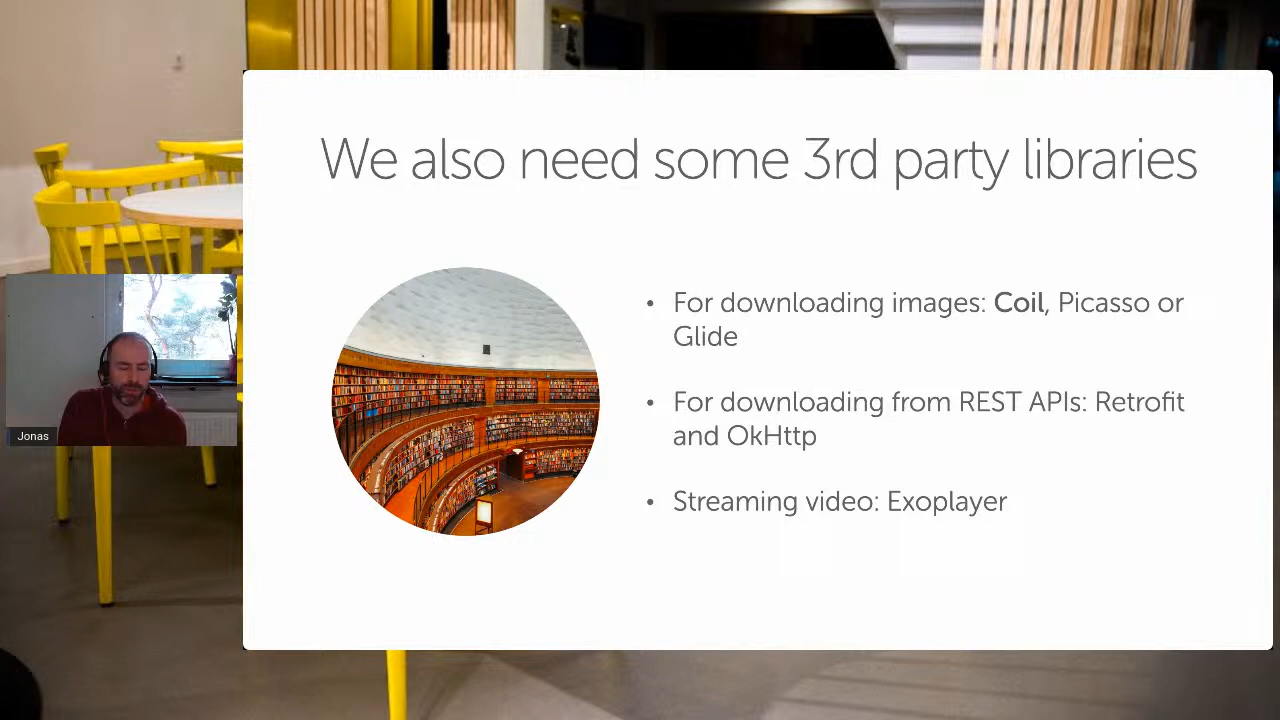 We also need some 3rd party libraries
• For downloading images: Coil, Picasso or
Glide
• For downloading from REST APIs: Retrofit
and OkHttp
• Streaming video: Exoplayer
Jonas